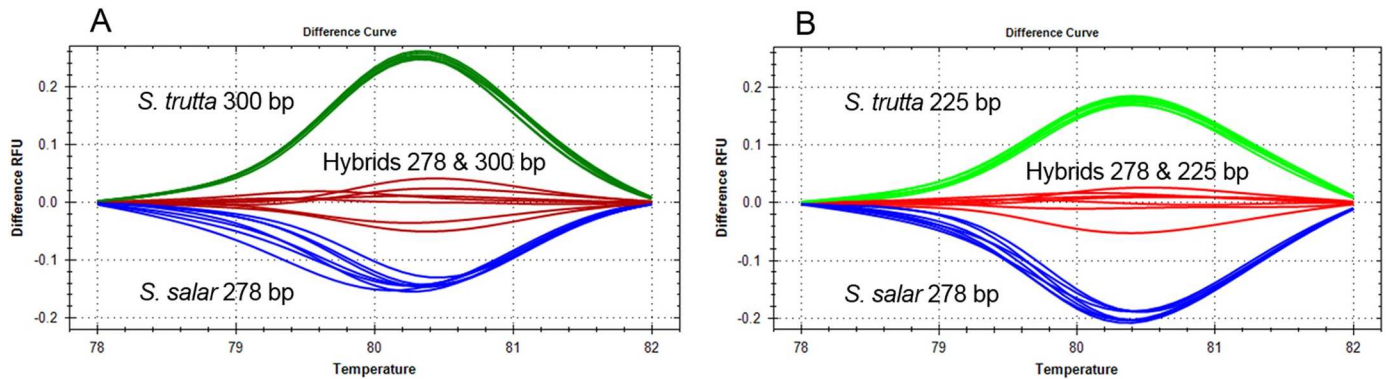 A
Difference Curve
Difference RFU
0.2
0.1
0.0
-0.1
-0.2
S. trutta 300 bp
Hybrids 278 & 300 bp
S. salar 278 bp
78 79 80 81 82
Temperature
B
Difference Curve
Difference RFU
0.2
0.1
0.0
-0.1
-0.2
S. trutta 225 bp
Hybrids 278 & 225 bp
S. salar 278 bp
78 79 80 81 82
Temperature